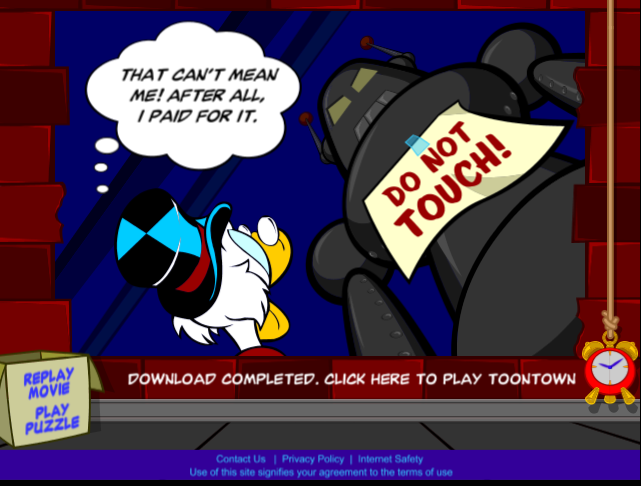 THAT CAN'T MEAN
ME! AFTER ALL,
I PAID FOR IT.
DO NOT
TOUCH!
REPLAY
MOVIE
PLAY
PUZZLE
DOWNLOAD COMPLETED. CLICK HERE TO PLAY TOONTOWN
Contact Us | Privacy Policy | Internet Safety
Use of this site signifies your agreement to the terms of use